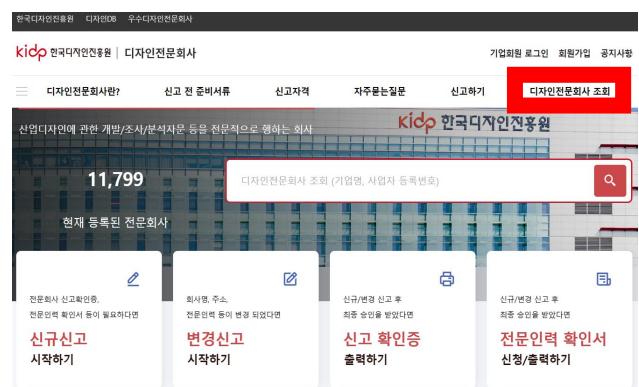 한국디자인진흥원 디자인DB 우수디자인전문회사
kidp 한국디자인진흥원 디자인전문회사
기업회원 로그인 회원가입 공지사항
디자인전문회사란? 신고 전 준비서류 신고자격 자주묻는질문 신고하기 디자인전문회사 조회
kidp 한국디자인진흥원
산업디자인에 관한 개발/조사/분석자문 등을 전문적으로 행하는 회사
11,799
디자인전문회사 조회 (기업명, 사업자 등록번호)
현재 등록된 전문회사
전문회사 신고확인증,
전문인력 확인서 등이 필요하다면
신규신고
시작하기
회사명, 주소,
전문인력 등이 변경 되었다면
변경신고
시작하기
신규/변경 신고 후
최종 승인을 받았다면
신고 확인증
출력하기
신규/변경 신고 후
최종 승인을 받았다면
전문인력 확인서
신청/출력하기